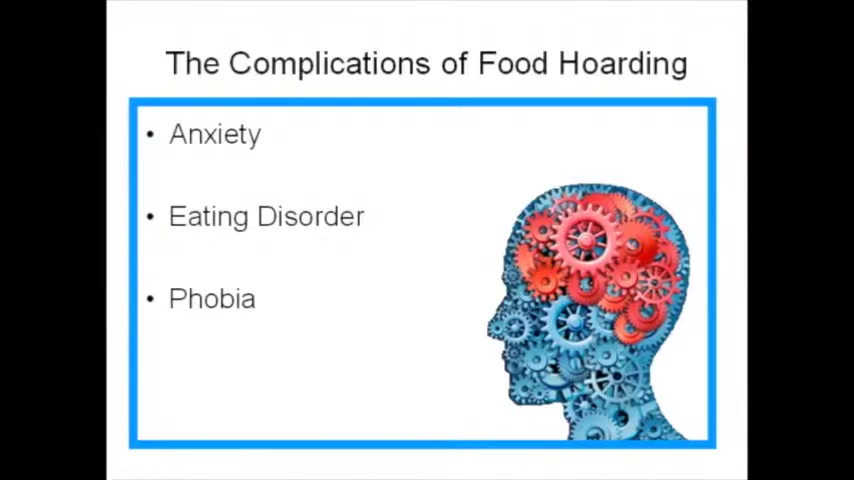 The Complications of Food Hoarding
• Anxiety
• Eating Disorder
• Phobia